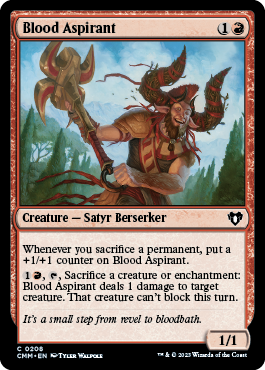 Blood Aspirant 1
Creature — Satyr Berserker
Whenever you sacrifice a permanent, put a
+1/+1 counter on Blood Aspirant.
1 , , Sacrifice a creature or enchantment:
Blood Aspirant deals 1 damage to target
creature. That creature can't block this turn.
It's a small step from revel to bloodbath.
1/1
C 0208
CMM • EN Tyler Walpole
™ & © 2023 Wizards of the Coast